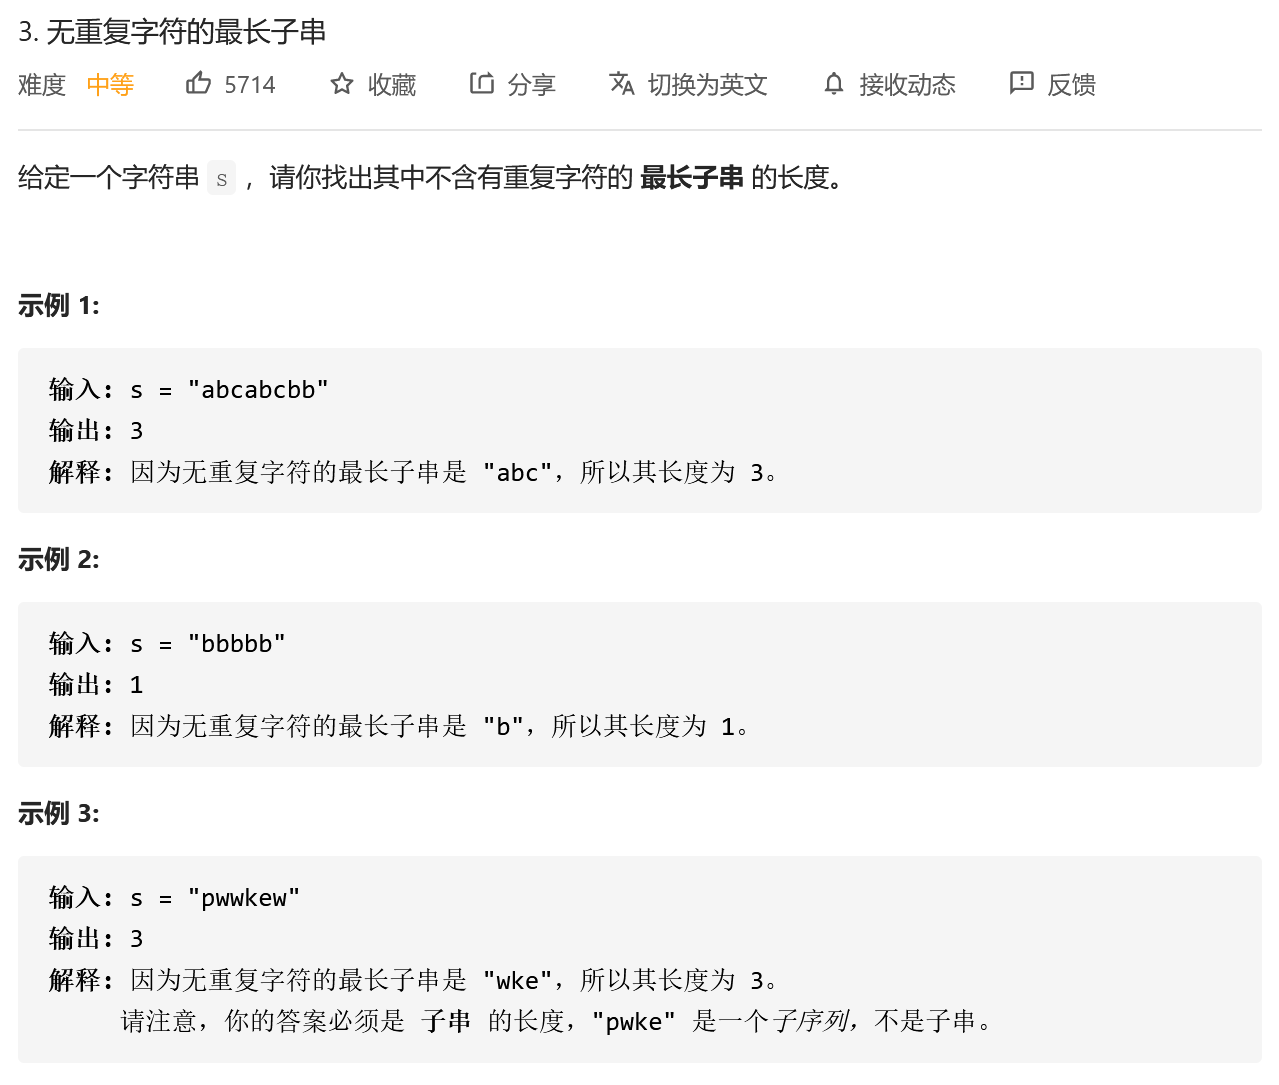 3. 无重复字符的最长子串
难度 中等 5714 收藏 分享 切换为英文 接收动态 反馈
给定一个字符串 s ，请你找出其中不含有重复字符的 最长子串 的长度。
示例 1:
输入: s = "abcabcbb"
输出: 3
解释: 因为无重复字符的最长子串是 "abc"，所以其长度为 3。
示例 2:
输入: s = "bbbbb"
输出: 1
解释: 因为无重复字符的最长子串是 "b"，所以其长度为 1。
示例 3:
输入: s = "pwwkew"
输出: 3
解释: 因为无重复字符的最长子串是 "wke"，所以其长度为 3。
请注意，你的答案必须是 子串 的长度，"pwke" 是一个子序列，不是子串。